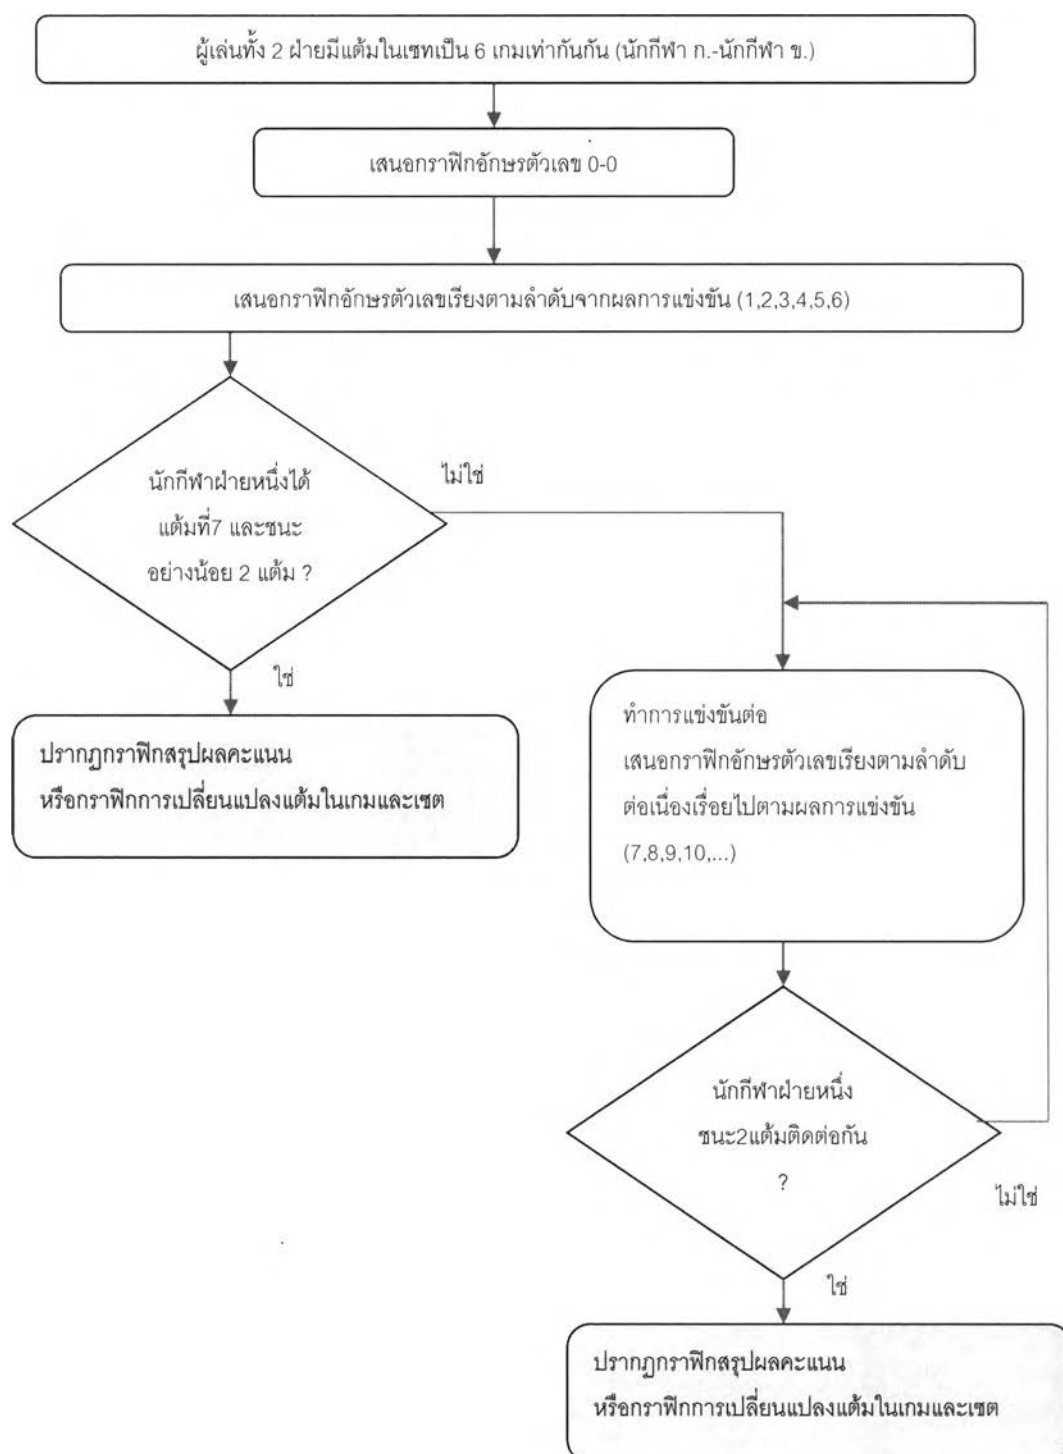 ผู้เล่นทั้ง 2 ฝ่ายมีแต้มในเซทเป็น 6 เกมเท่ากันกัน (นักกีฬา ก.-นักกีฬา ข.)
เสนอกราฟิกอักษรตัวเลข 0-0
เสนอกราฟิกอักษรตัวเลขเรียงตามลำดับจากผลการแข่งขัน (1,2,3,4,5,6)
นักกีฬาฝ่ายหนึ่งได้
แต้มที่7 และชนะ
อย่างน้อย 2 แต้ม ?
ไม่ใช่
ใช่
ปรากฏกราฟิกสรุปผลคะแนน
หรือกราฟิกการเปลี่ยนแปลงแต้มในเกมและเซต
ทำการแข่งขันต่อ
เสนอกราฟิกอักษรตัวเลขเรียงตามลำดับ
ต่อเนื่องเรื่อยไปตามผลการแข่งขัน
(7,8,9,10,...)
นักกีฬาฝ่ายหนึ่ง
ชนะ2แต้มติดต่อกัน
?
ไม่ใช่
ใช่
ปรากฏกราฟิกสรุปผลคะแนน
หรือกราฟิกการเปลี่ยนแปลงแต้มในเกมและเซต